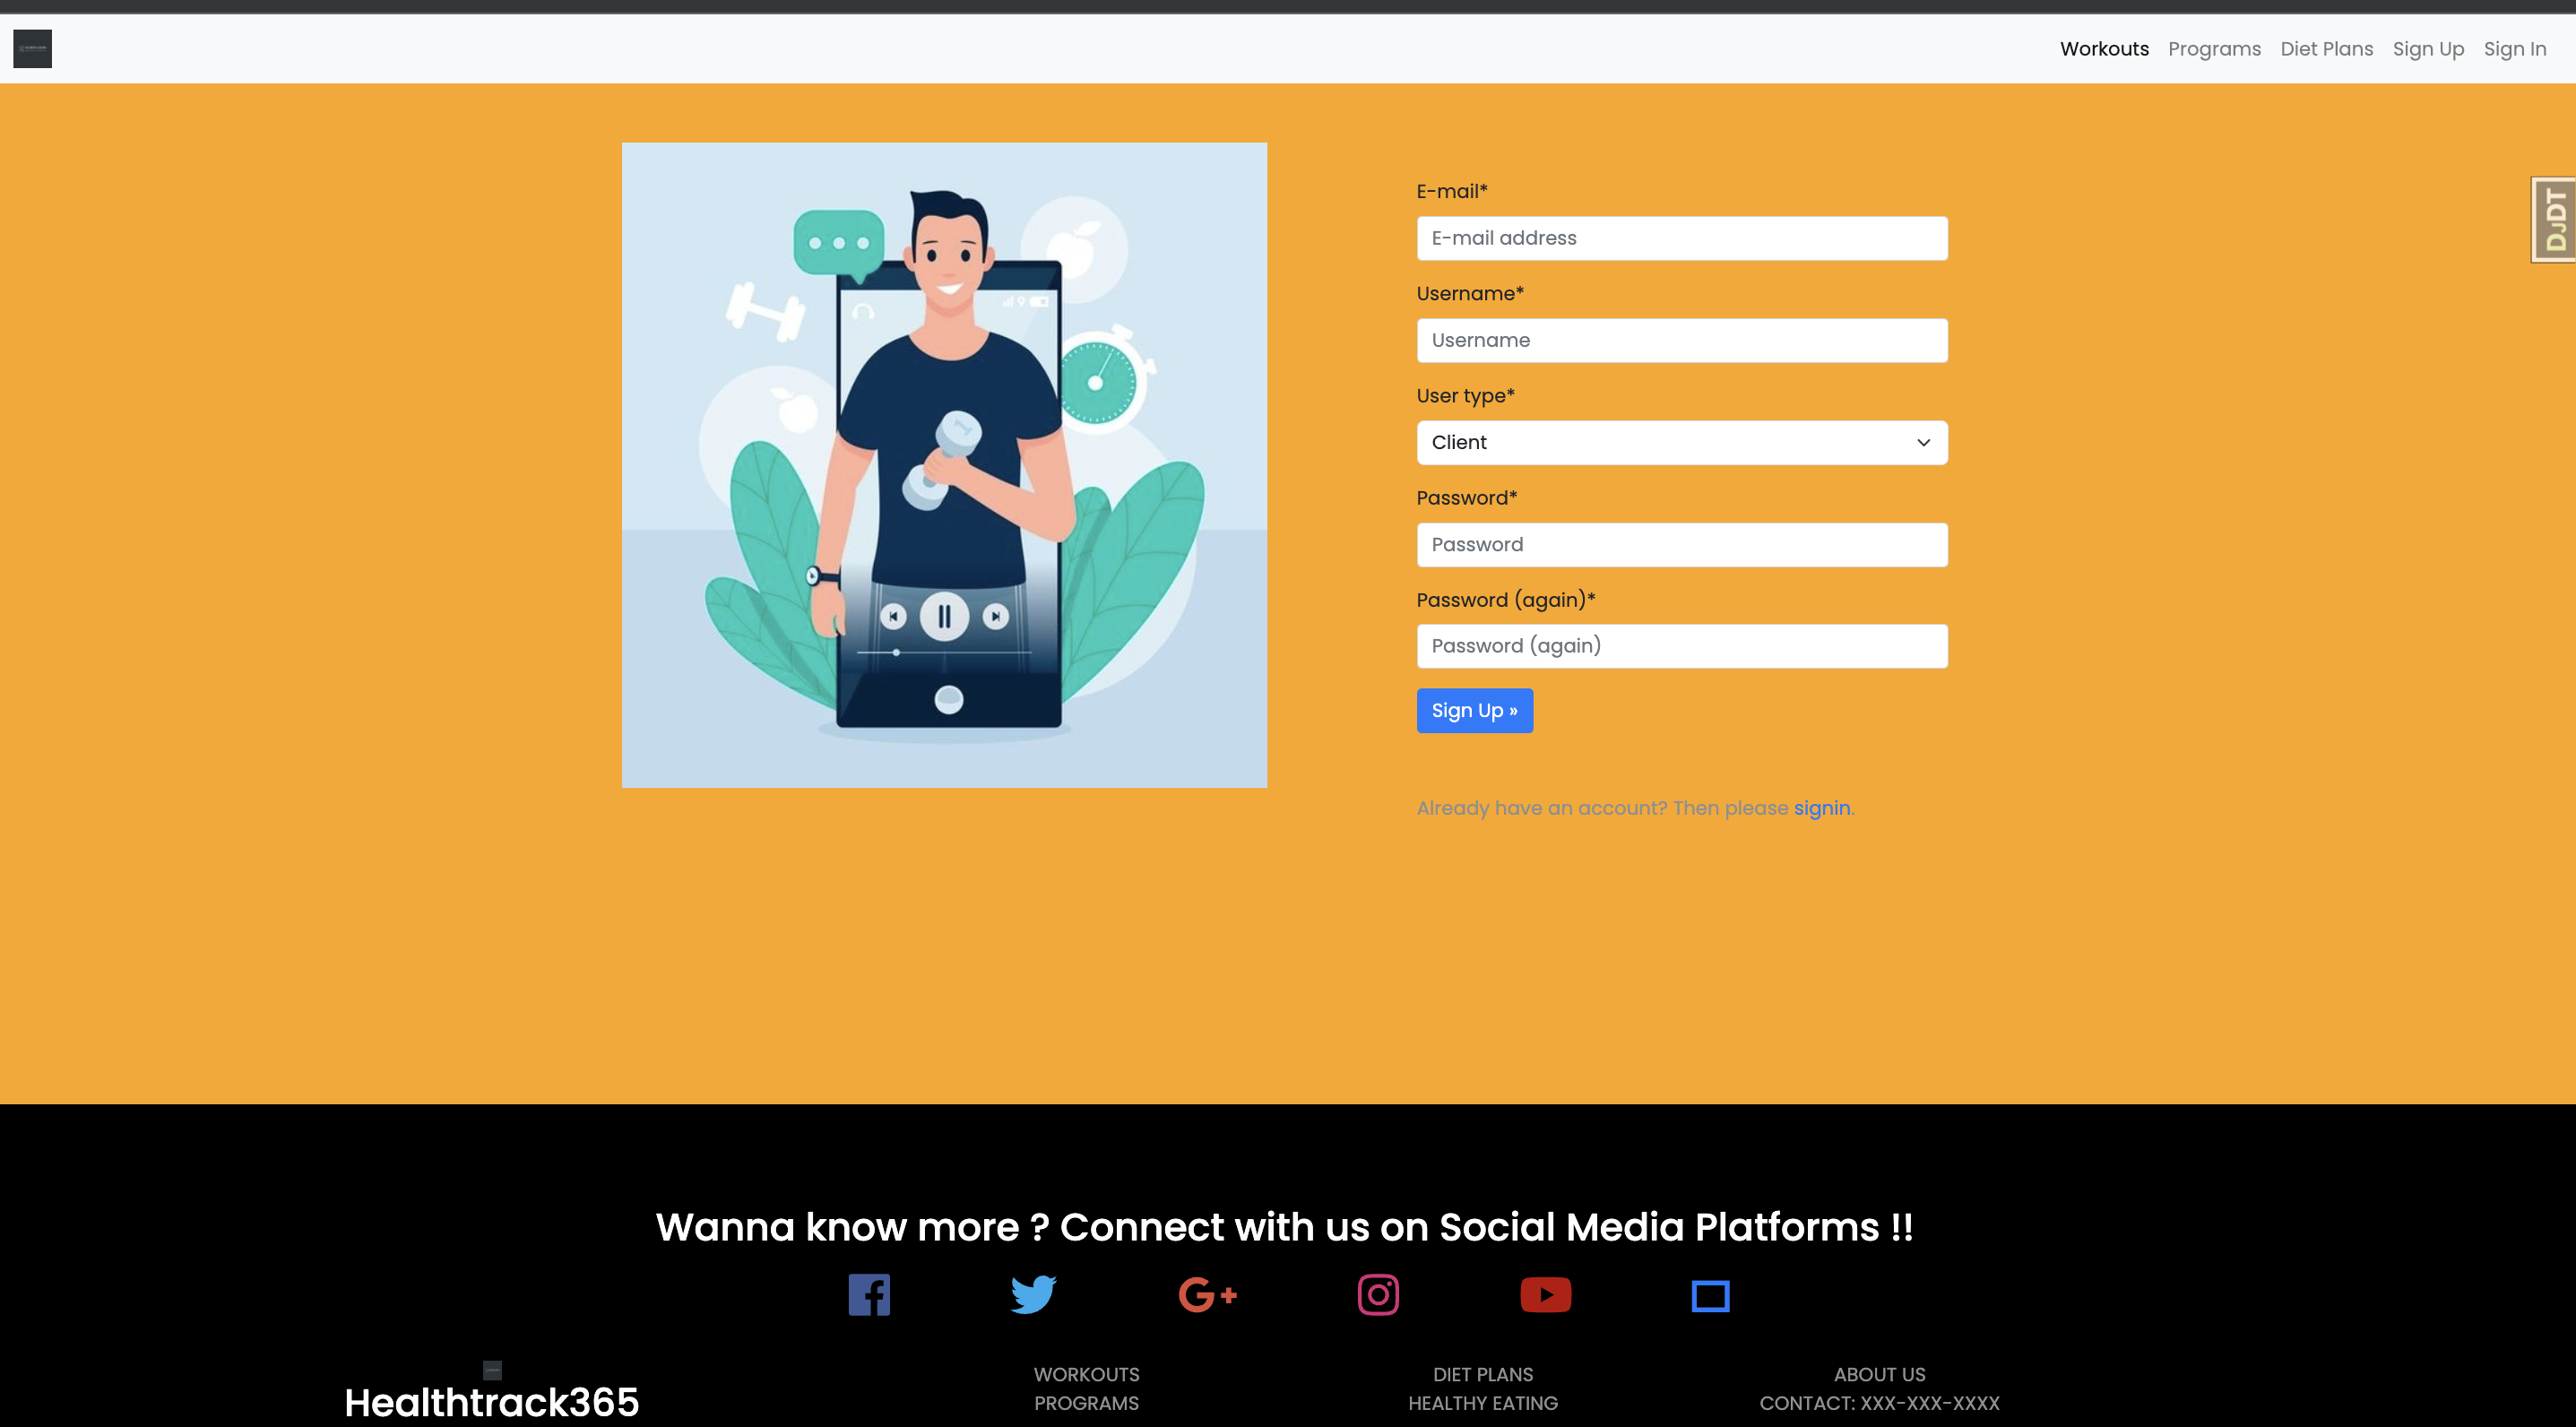 Workouts Programs Diet Plans Sign Up Sign In
DJDT
E-mail*
E-mail address
Username*
Username
User type*
Client
Password*
Password
Password (again)*
Password (again)
Sign Up »
Already have an account? Then please signin.
Wanna know more ? Connect with us on Social Media Platforms !!
Healthtrack365
WORKOUTS
PROGRAMS
DIET PLANS
HEALTHY EATING
ABOUT US
CONTACT: XXX-XXX-XXXX